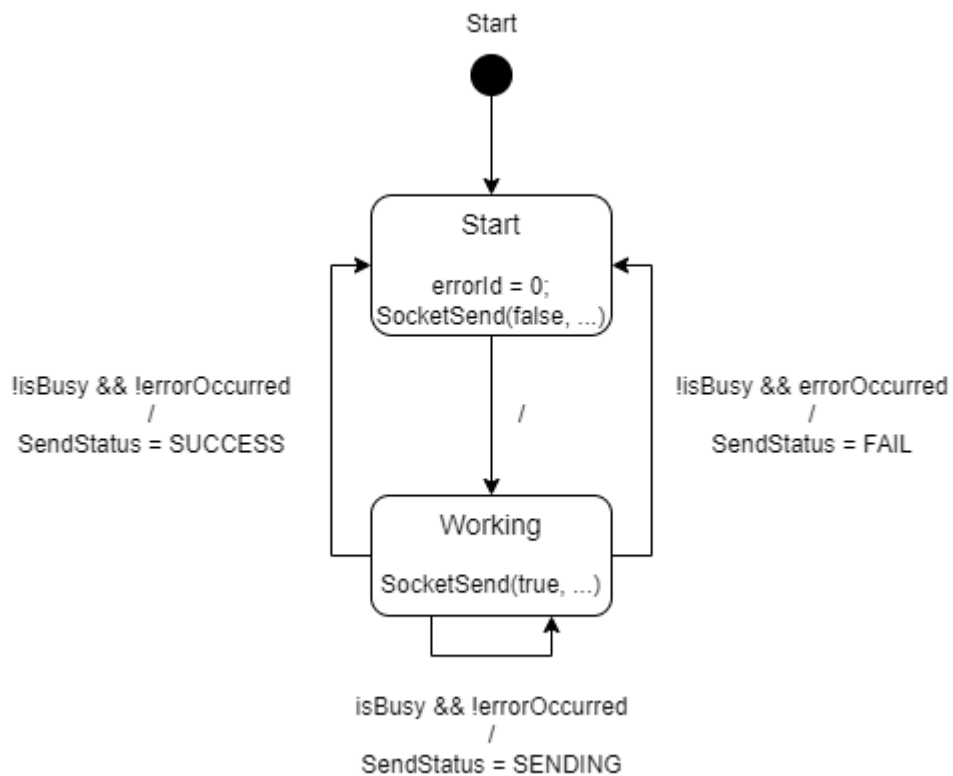 Start
Start
errorId = 0;
SocketSend(false, ...)
!isBusy && !errorOccurred
/
SendStatus = SUCCESS
/
!isBusy && errorOccurred
/
SendStatus = FAIL
Working
SocketSend(true, ...)
isBusy && !errorOccurred
/
SendStatus = SENDING